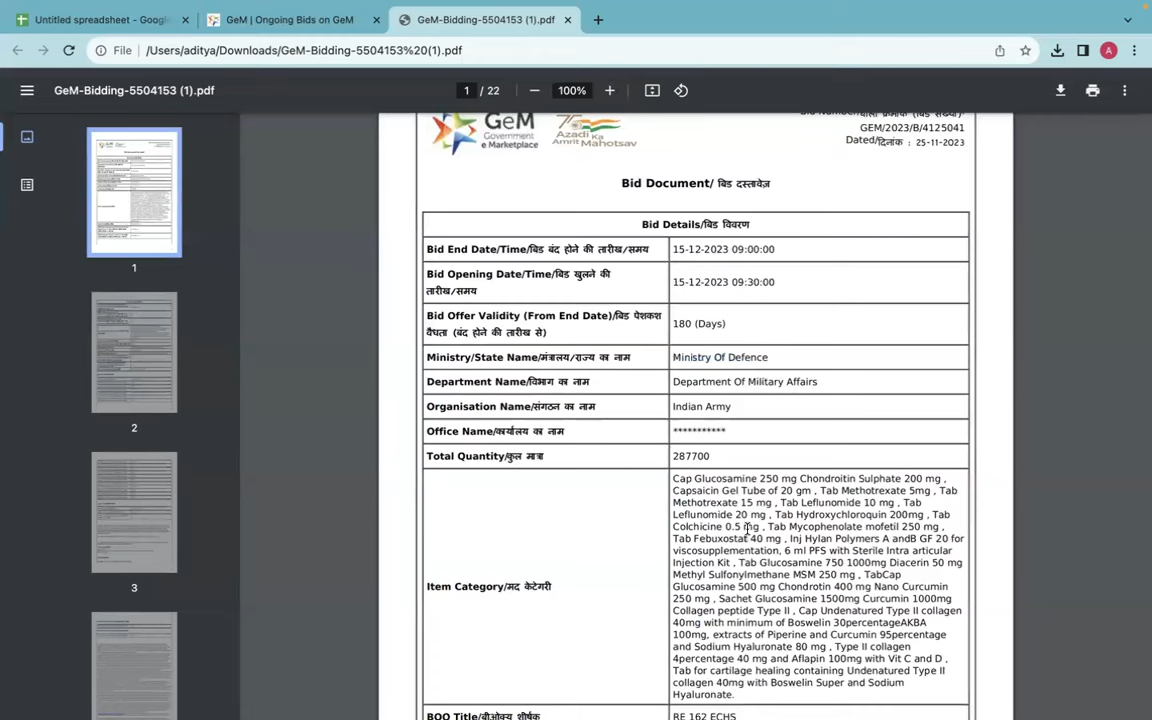 Untitled spreadsheet - Google
GeM | Ongoing Bids on GeM
GeM-Bidding-5504153 (1).pdf
File
/Users/aditya/Downloads/GeM-Bidding-5504153%20(1).pdf
A
GeM-Bidding-5504153 (1).pdf
1 / 22
100%
1
2
3
GeM
Government
e Marketplace
Azadi
Ka
Amrit Mahotsav
GEM/2023/B/4125041
Dated/दिनांक : 25-11-2023
Bid Document/ बिड दस्तावेज़
Bid Details/बिड विवरण
Bid End Date/Time/बिड बंद होने की तारीख/समय
15-12-2023 09:00:00
Bid Opening Date/Time/बिड खुलने की
तारीख/समय
15-12-2023 09:30:00
Bid Offer Validity (From End Date)/बिड पेशकश
वैधता (बंद होने की तारीख से)
180 (Days)
Ministry/State Name/मंत्रालय/राज्य का नाम
Ministry Of Defence
Department Name/विभाग का नाम
Department Of Military Affairs
Organisation Name/संगठन का नाम
Indian Army
Office Name/कार्यालय का नाम
***********
Total Quantity/कुल मात्रा
287700
Item Category/मद केटेगरी
Cap Glucosamine 250 mg Chondroitin Sulphate 200 mg ,
Capsaicin Gel Tube of 20 gm , Tab Methotrexate 5mg , Tab
Methotrexate 15 mg , Tab Leflunomide 10 mg , Tab
Leflunomide 20 mg , Tab Hydroxychloroquin 200mg , Tab
Colchicine 0.5 mg , Tab Mycophenolate mofetil 250 mg ,
Tab Febuxostat 40 mg , Inj Hylan Polymers A andB GF 20 for
viscosupplementation, 6 ml PFS with Sterile Intra articular
Injection Kit , Tab Glucosamine 750 1000mg Diacerin 50 mg
Methyl Sulfonylmethane MSM 250 mg , TabCap
Glucosamine 500 mg Chondrotin 400 mg Nano Curcumin
250 mg , Sachet Glucosamine 1500mg Curcumin 1000mg
Collagen peptide Type II , Cap Undenatured Type II collagen
40mg with minimum of Boswelin 30percentageAKBA
100mg, extracts of Piperine and Curcumin 95percentage
and Sodium Hyaluronate 80 mg , Type II collagen
4percentage 40 mg and Aflapin 100mg with Vit C and D ,
Tab for cartilage healing containing Undenatured Type II
collagen 40mg with Boswelin Super and Sodium
Hyaluronate.
BOQ Title/बीओक्यू शीर्षक
RE 162 ECHS